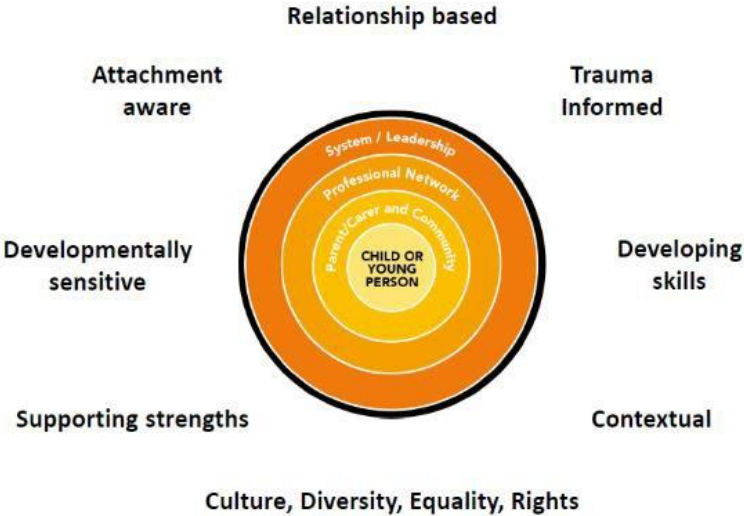 Relationship based
Attachment
aware
Trauma
Informed
System / Leadership
Professional Network
Parent/Carer and Community
CHILD OR
YOUNG
PERSON
Developmentally
sensitive
Developing
skills
Supporting strengths
Contextual
Culture, Diversity, Equality, Rights